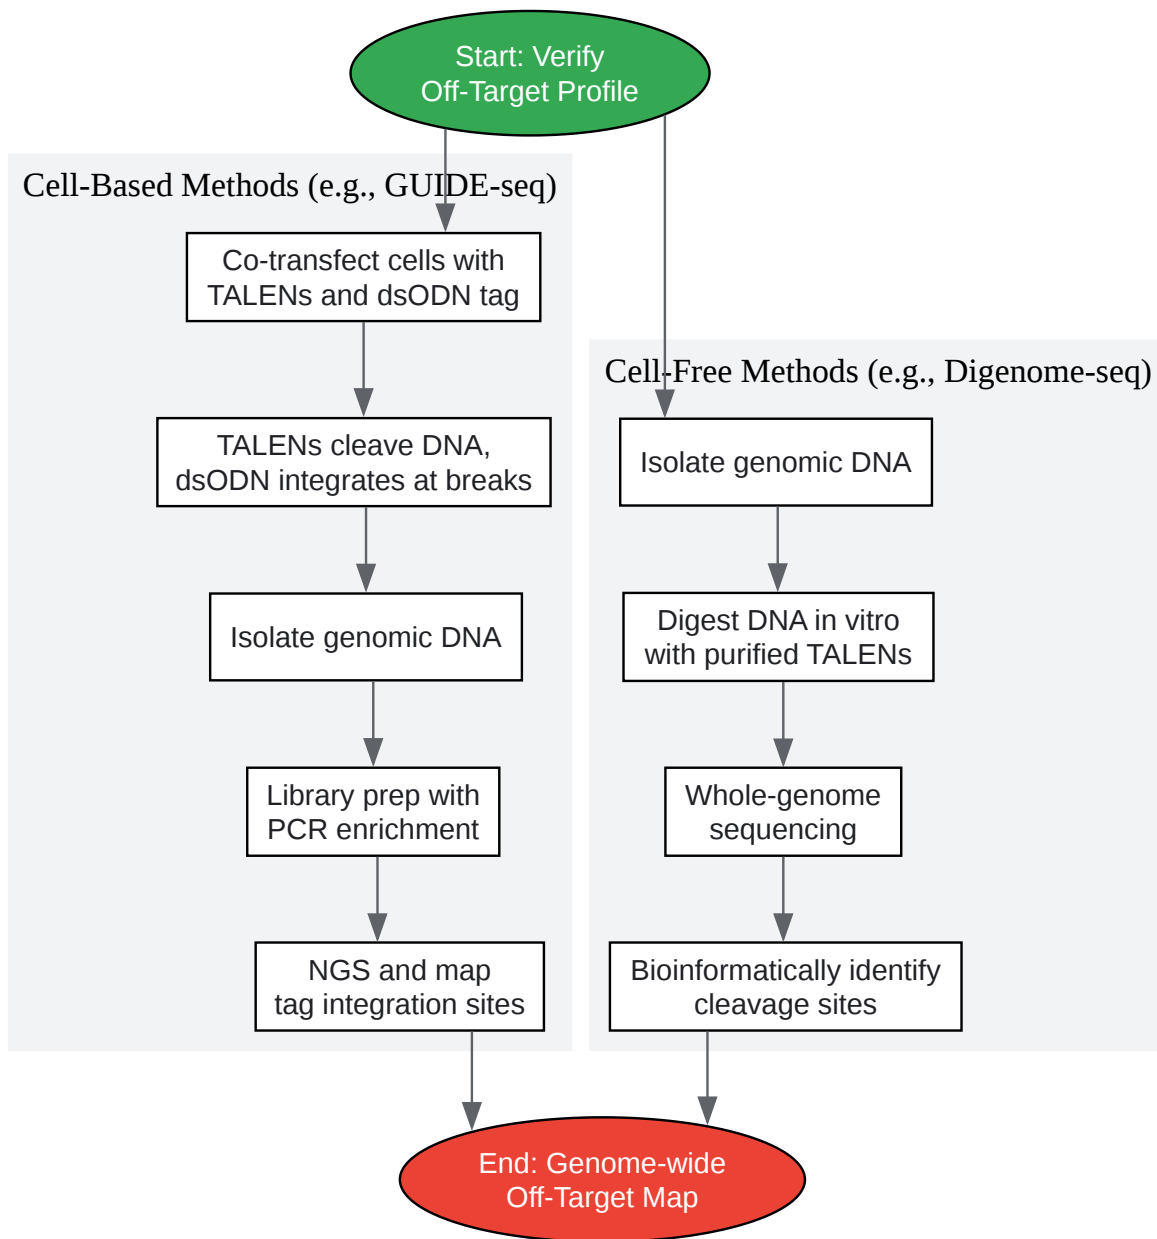 Start: Verify
Off-Target Profile
Cell-Based Methods (e.g., GUIDE-seq)
Co-transfect cells with
TALENs and dsODN tag
TALENs cleave DNA,
dsODN integrates at breaks
Isolate genomic DNA
Library prep with
PCR enrichment
NGS and map
tag integration sites
Cell-Free Methods (e.g., Digenome-seq)
Isolate genomic DNA
Digest DNA in vitro
with purified TALENs
Whole-genome
sequencing
Bioinformatically identify
cleavage sites
End: Genome-wide
Off-Target Map